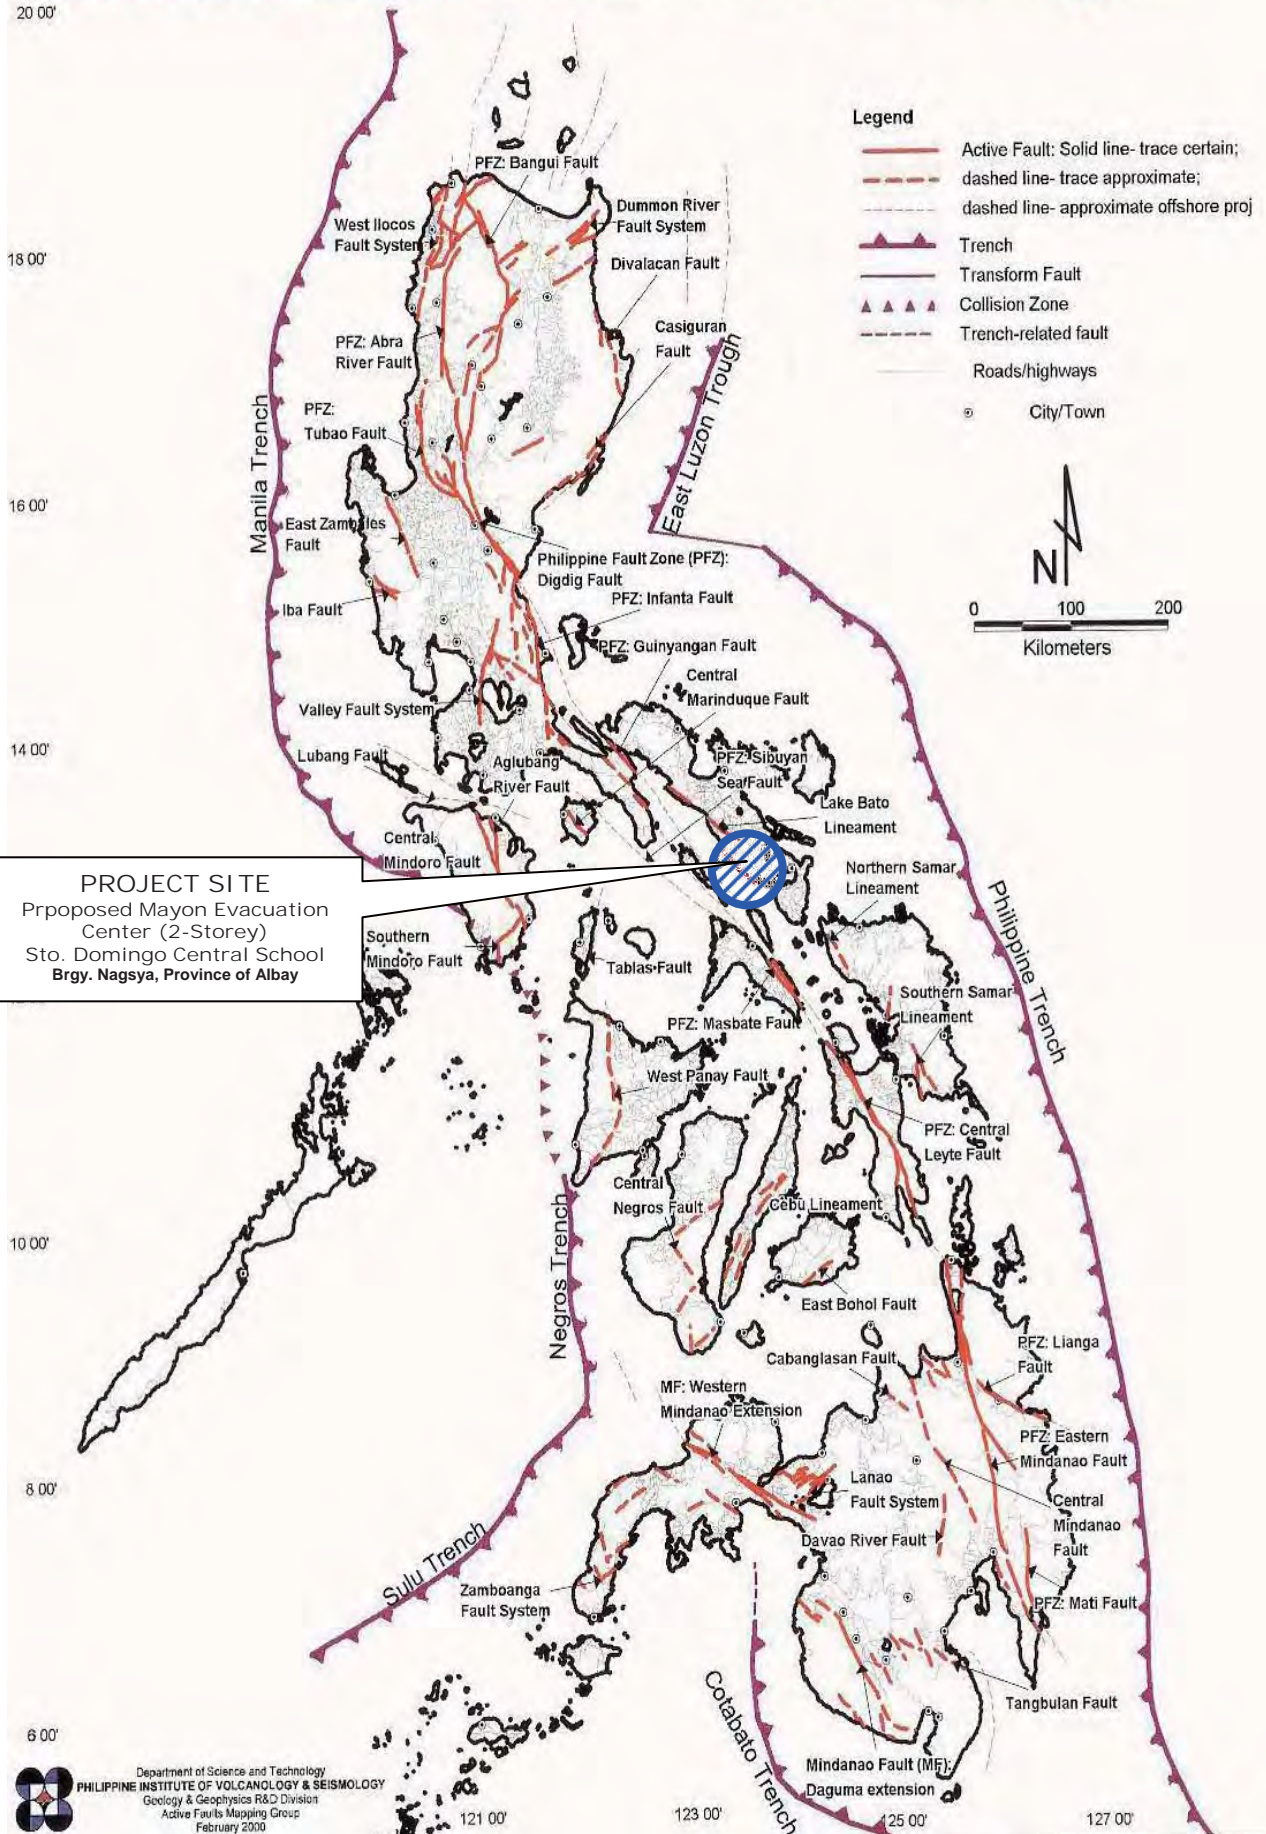 20 00'
Legend
Active Fault: Solid line- trace certain;
dashed line- trace approximate;
dashed line- approximate offshore proj
Trench
Transform Fault
Collision Zone
Trench-related fault
Roads/highways
City/Town
PFZ: Bangui Fault
West Ilocos
Fault System
Dummon River
Fault System
18 00'
Divalacan Fault
PFZ: Abra
River Fault
Casiguran
Fault
East Luzon Trough
Manila Trench
PFZ:
Tubao Fault
16 00'
East Zambales
Fault
Philippine Fault Zone (PFZ):
Digdig Fault
N
0 100 200
Kilometers
Iba Fault
PFZ: Infanta Fault
PFZ: Guinyangan Fault
Central
Marinduque Fault
Valley Fault System
14 00'
Lubang Fault
Aglubang
River Fault
PFZ: Sibuyan
Sea Fault
Lake Bato
Lineament
Central
Mindoro Fault
Northern Samar
Lineament
PROJECT SITE
Prpoposed Mayon Evacuation
Center (2-Storey)
Sto. Domingo Central School
Brgy. Nagsya, Province of Albay
Philippine Trench
Southern
Mindoro Fault
Tablas Fault
Southern Samar
Lineament
PFZ: Masbate Fault
West Panay Fault
PFZ: Central
Leyte Fault
Central
Negros Fault
Cebu Lineament
10 00'
Negros Trench
East Bohol Fault
Cabanglasan Fault
PFZ: Lianga
Fault
MF: Western
Mindanao Extension
PFZ: Eastern
Mindanao Fault
8 00'
Lanao
Fault System
Central
Mindanao
Fault
Davao River Fault
Sulu Trench
Zamboanga
Fault System
PFZ: Mati Fault
Cotabato Trench
Tangbulan Fault
6 00'
Mindanao Fault (MF):
Daguma extension
Department of Science and Technology
PHILIPPINE INSTITUTE OF VOLCANOLOGY & SEISMOLOGY
Geology & Geophysics R&D Division
Active Faults Mapping Group
February 2000
121 00'
123 00'
125 00'
127 00'